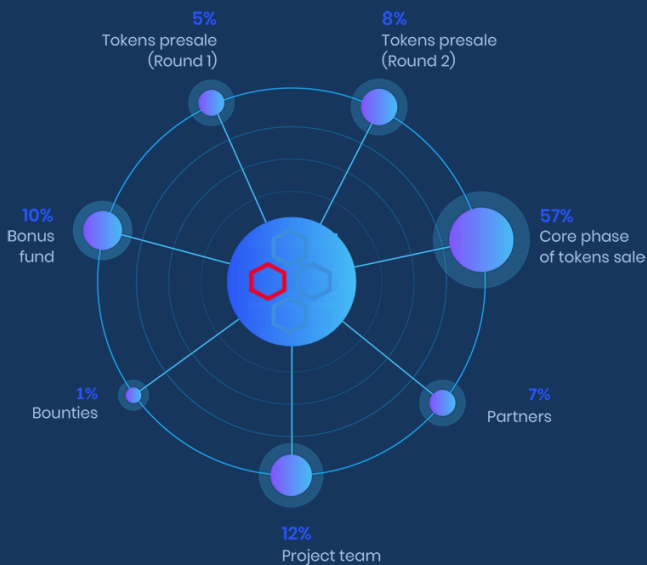 5%
Tokens presale
(Round 1)
8%
Tokens presale
(Round 2)
10%
Bonus
fund
57%
Core phase
of tokens sale
1%
Bounties
7%
Partners
12%
Project team